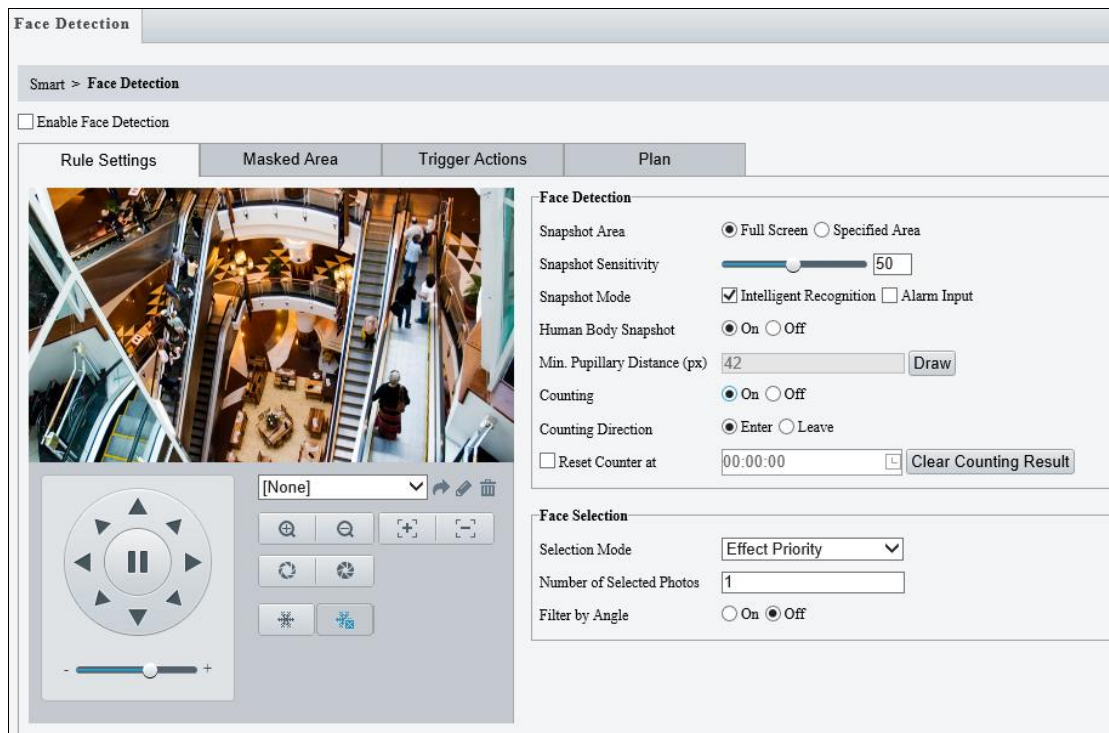 Face Detection
Smart > Face Detection
Enable Face Detection
Rule Settings Masked Area Trigger Actions Plan
Face Detection
Snapshot Area Full Screen Specified Area
Snapshot Sensitivity 50
Snapshot Mode Intelligent Recognition Alarm Input
Human Body Snapshot On Off
Min. Pupillary Distance (px) 42 Draw
Counting On Off
Counting Direction Enter Leave
Reset Counter at 00:00:00 Clear Counting Result
[None]
- +
Face Selection
Selection Mode Effect Priority
Number of Selected Photos 1
Filter by Angle On Off